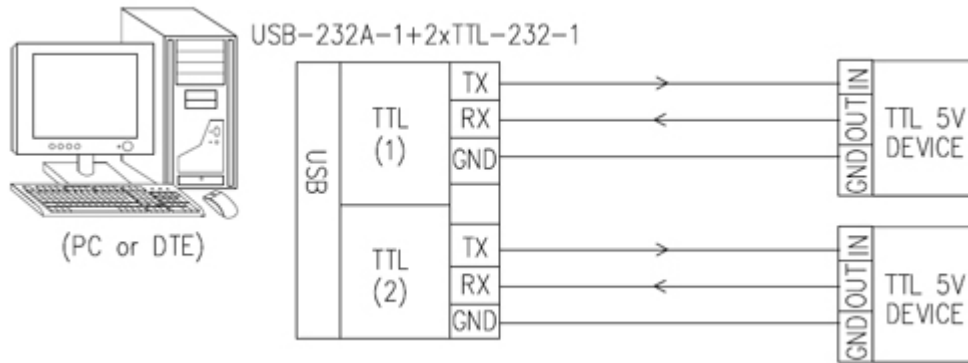 USB-232A-1+2xTTL-232-1
(PC or DTE)
USB
TTL
(1)
TX
RX
GND
IN
OUT
GND
TTL 5V
DEVICE
TTL
(2)
TX
RX
GND
IN
OUT
GND
TTL 5V
DEVICE